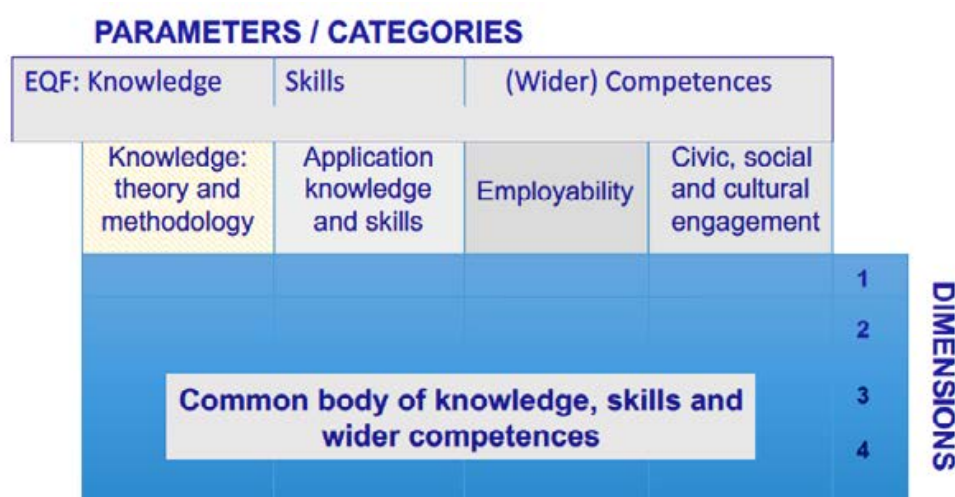 PARAMETERS / CATEGORIES
EQF: Knowledge Skills (Wider) Competences
Knowledge:
theory and
methodology
Application
knowledge
and skills
Employability
Civic, social
and cultural
engagement
1
2
3
4
DIMENSIONS
Common body of knowledge, skills and
wider competences